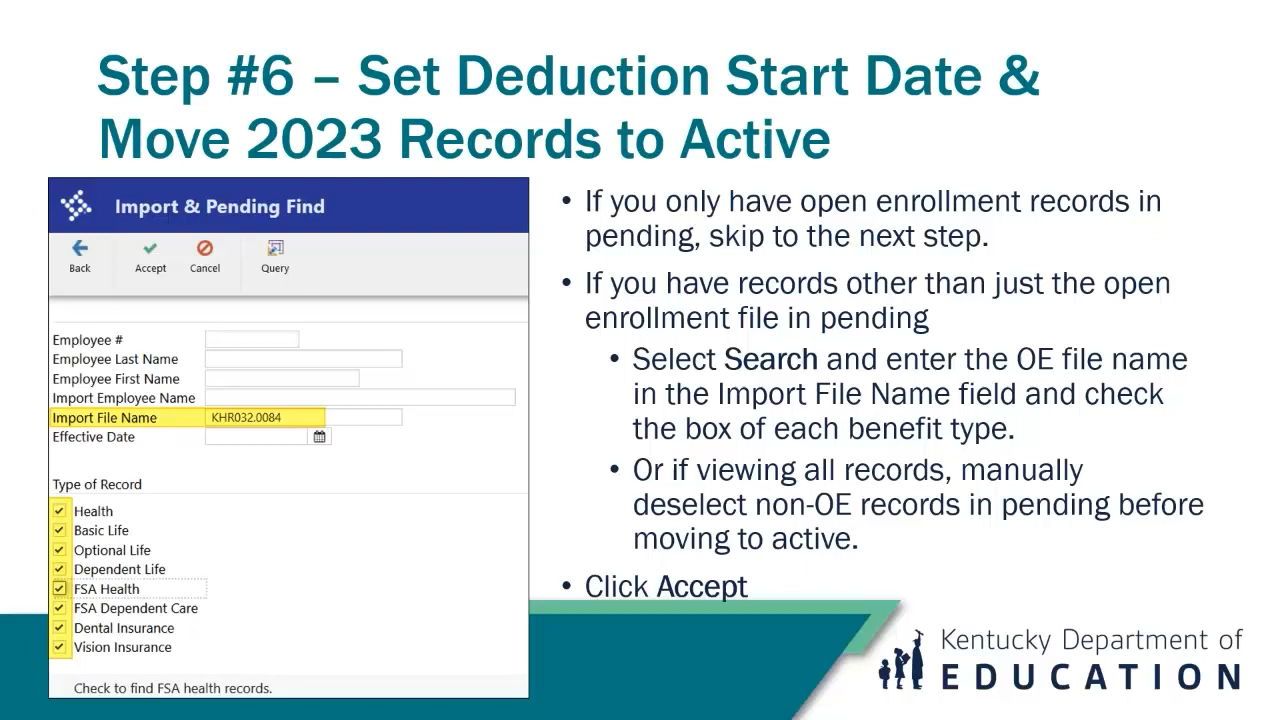 Step #6 – Set Deduction Start Date &
Move 2023 Records to Active
Import & Pending Find
Back
Accept
Cancel
Query
Employee #
Employee Last Name
Employee First Name
Import Employee Name
Import File Name KHR032.0084
Effective Date
Type of Record
Health
Basic Life
Optional Life
Dependent Life
FSA Health
FSA Dependent Care
Dental Insurance
Vision Insurance
Check to find FSA health records.
• If you only have open enrollment records in
pending, skip to the next step.
• If you have records other than just the open
enrollment file in pending
• Select Search and enter the OE file name
in the Import File Name field and check
the box of each benefit type.
• Or if viewing all records, manually
deselect non-OE records in pending before
moving to active.
• Click Accept
Kentucky Department of
EDUCATION